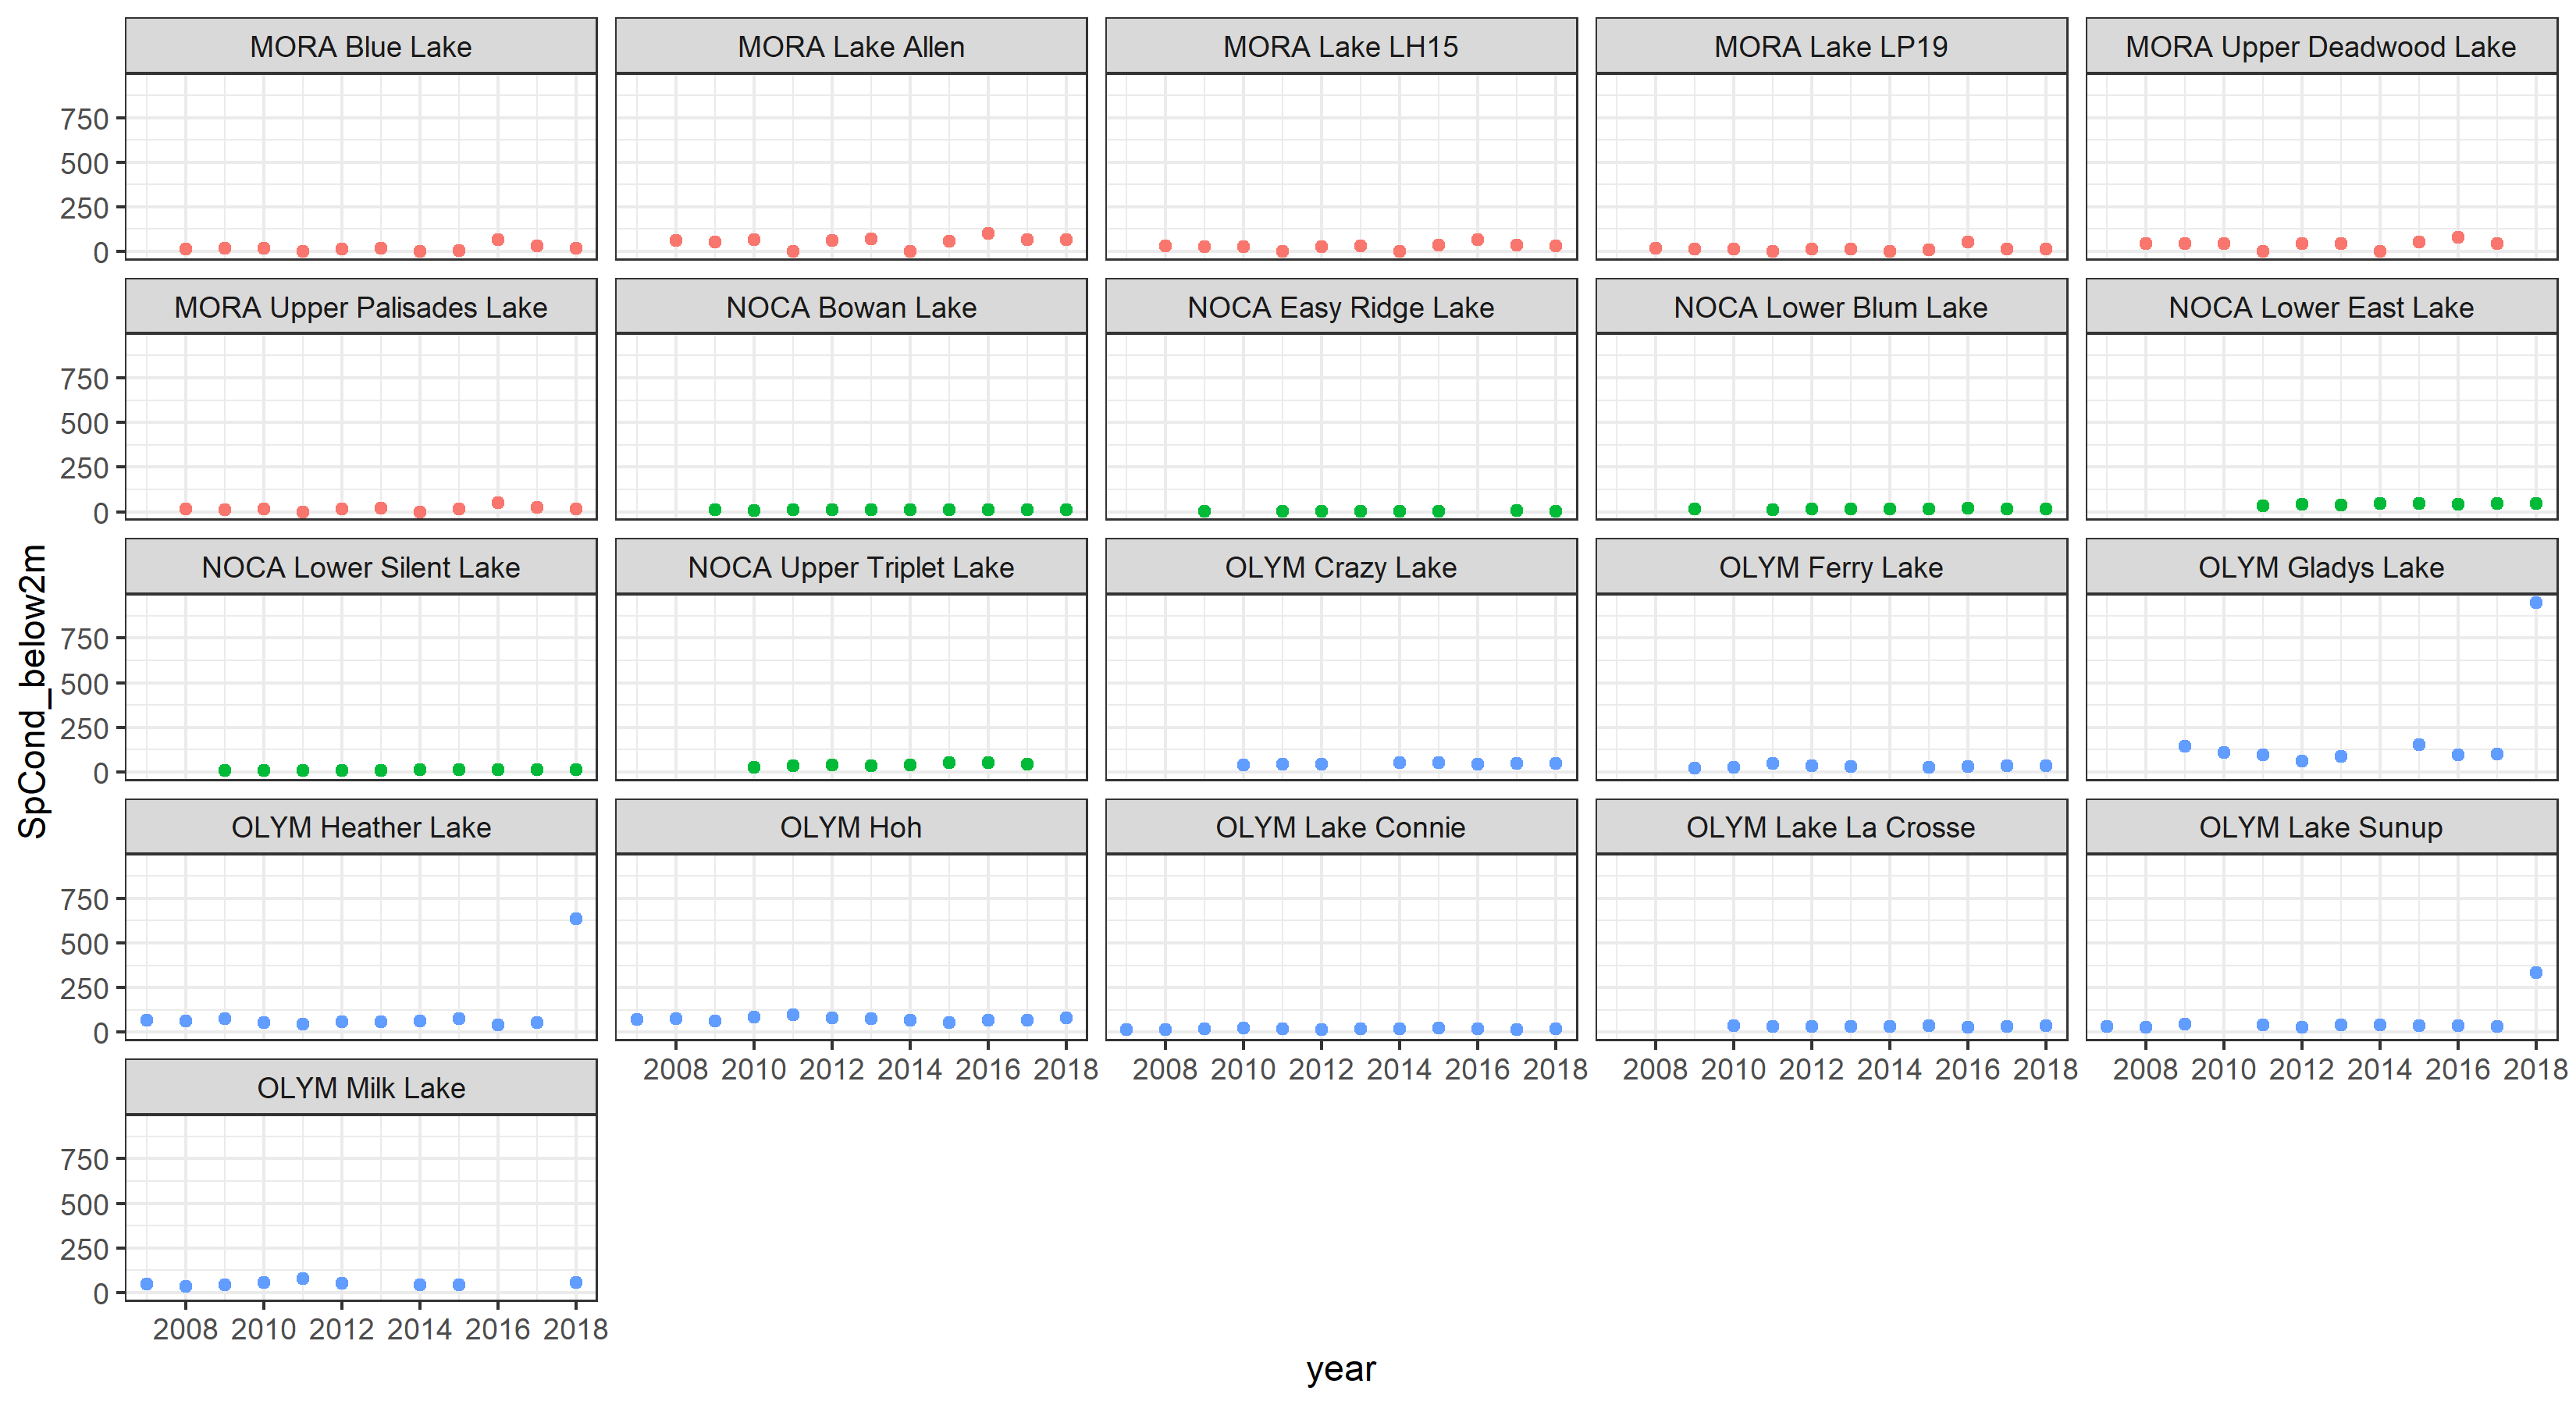 MORA Blue Lake
MORA Lake Allen
MORA Lake LH15
MORA Lake LP19
MORA Upper Deadwood Lake
750
500
250
0
MORA Upper Palisades Lake
NOCA Bowan Lake
NOCA Easy Ridge Lake
NOCA Lower Blum Lake
NOCA Lower East Lake
750
500
250
0
NOCA Lower Silent Lake
NOCA Upper Triplet Lake
OLYM Crazy Lake
OLYM Ferry Lake
OLYM Gladys Lake
750
500
250
0
SpCond_below2m
OLYM Heather Lake
OLYM Hoh
OLYM Lake Connie
OLYM Lake La Crosse
OLYM Lake Sunup
750
500
250
0
2008 2010 2012 2014 2016 2018
2008 2010 2012 2014 2016 2018
2008 2010 2012 2014 2016 2018
2008 2010 2012 2014 2016 2018
OLYM Milk Lake
750
500
250
0
2008 2010 2012 2014 2016 2018
year